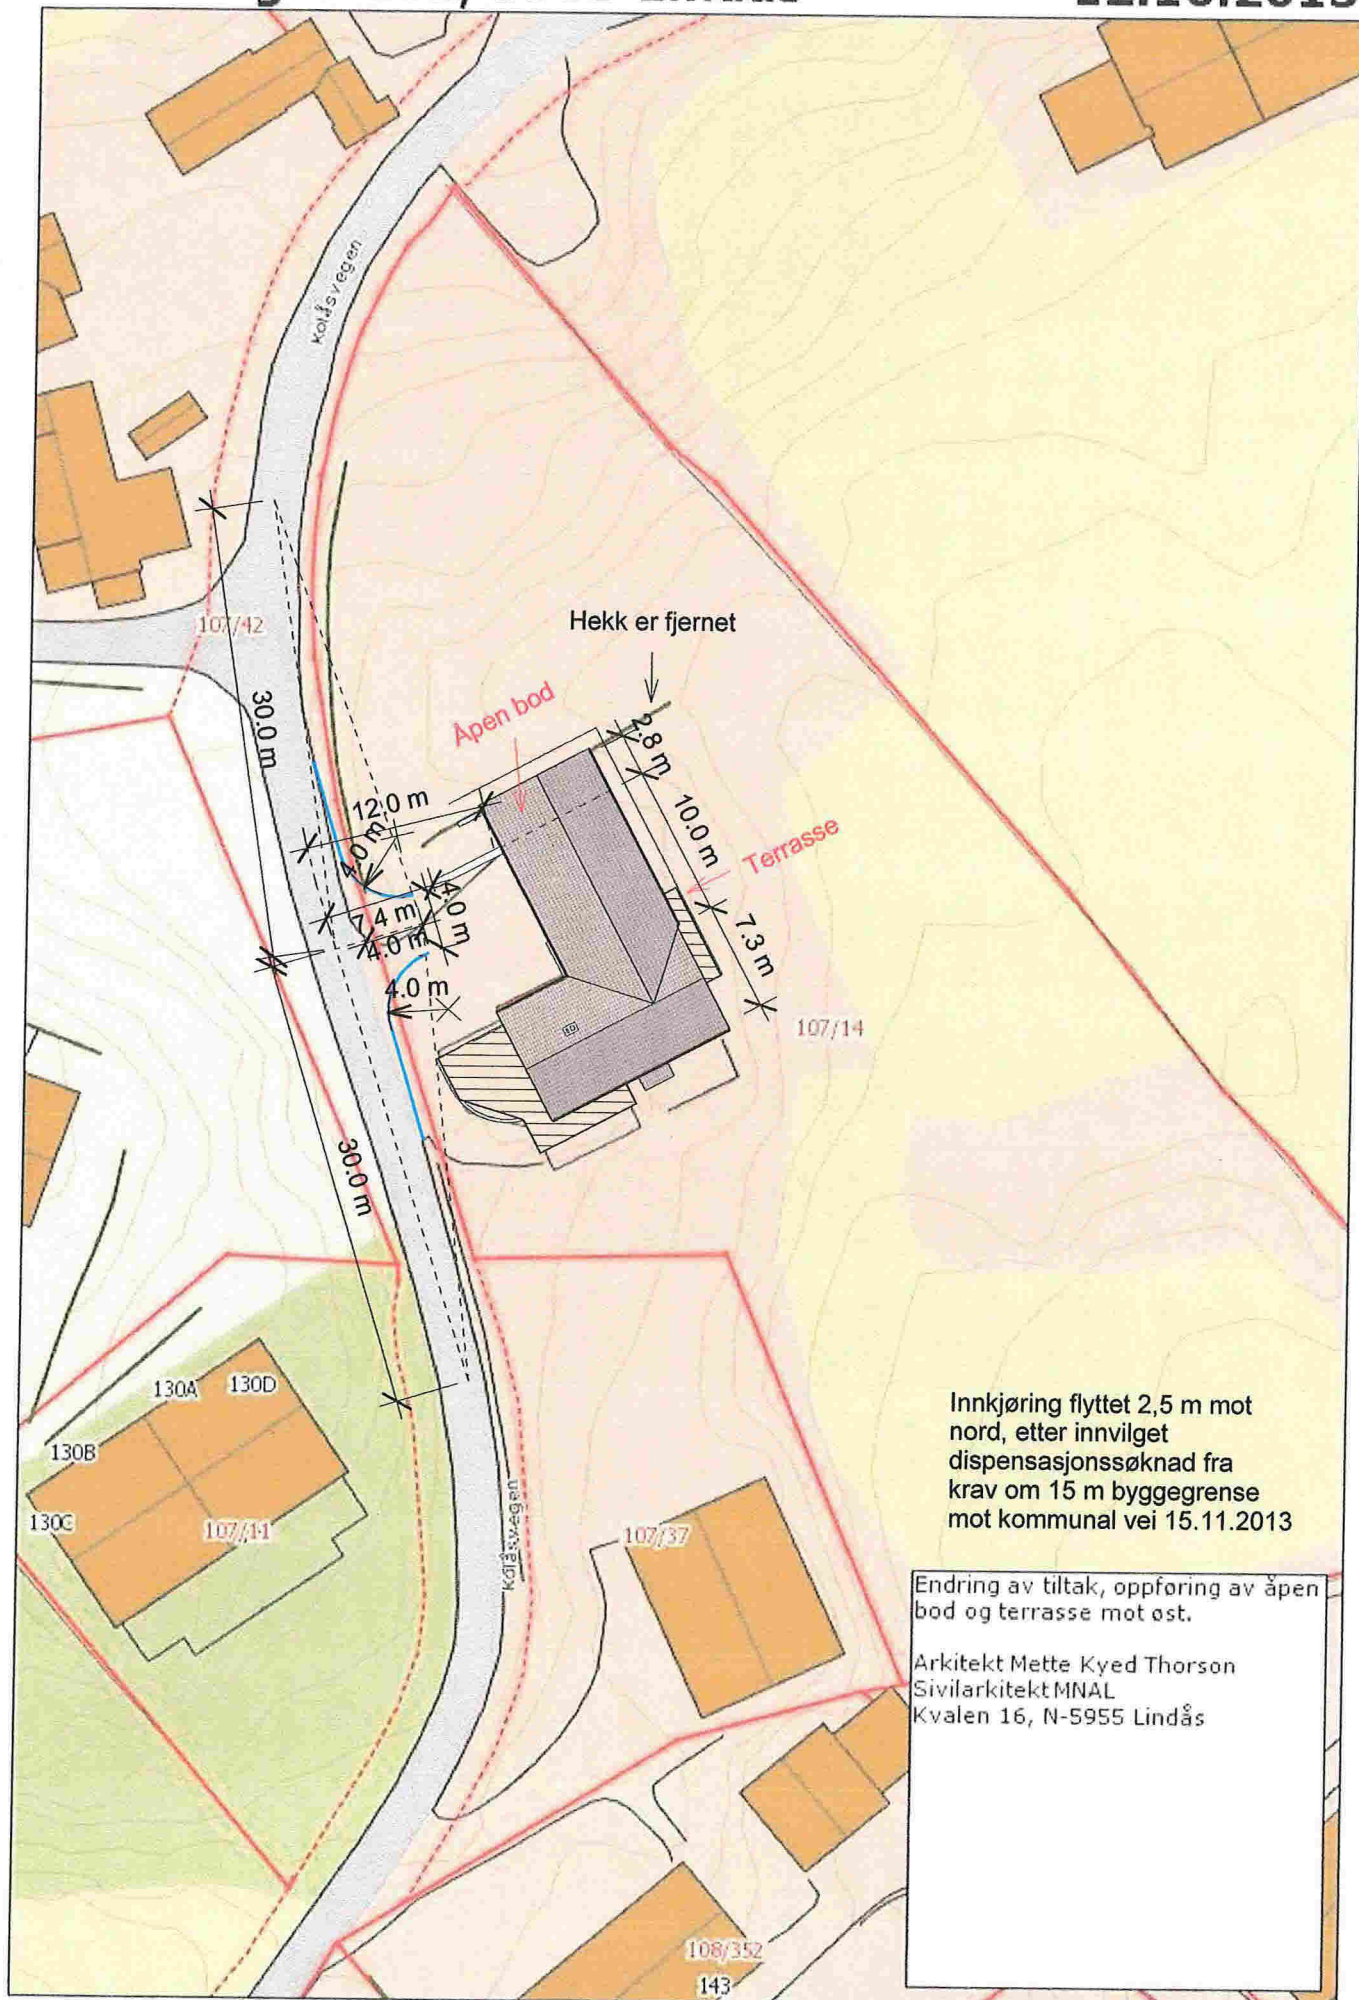 Kolåsvegen
107/42
Hekk er fjernet
Åpen bod
30.0 m
2.8 m
12.0 m
10.0 m
4.0 m
Terrasse
7.4 m
4.0 m
4.0 m
7.3 m
4.0 m
107/14
30.0 m
130A
130D
130B
130C
107/11
Kolåsvegen
107/37
Innkjøring flyttet 2,5 m mot
nord, etter innvilget
dispensasjonssøknad fra
krav om 15 m byggegrense
mot kommunal vei 15.11.2013
Endring av tiltak, oppføring av åpen
bod og terrasse mot øst.
Arkitekt Mette Kyed Thorson
Sivilarkitekt MNAL
Kvalen 16, N-5955 Lindås
108/352
143